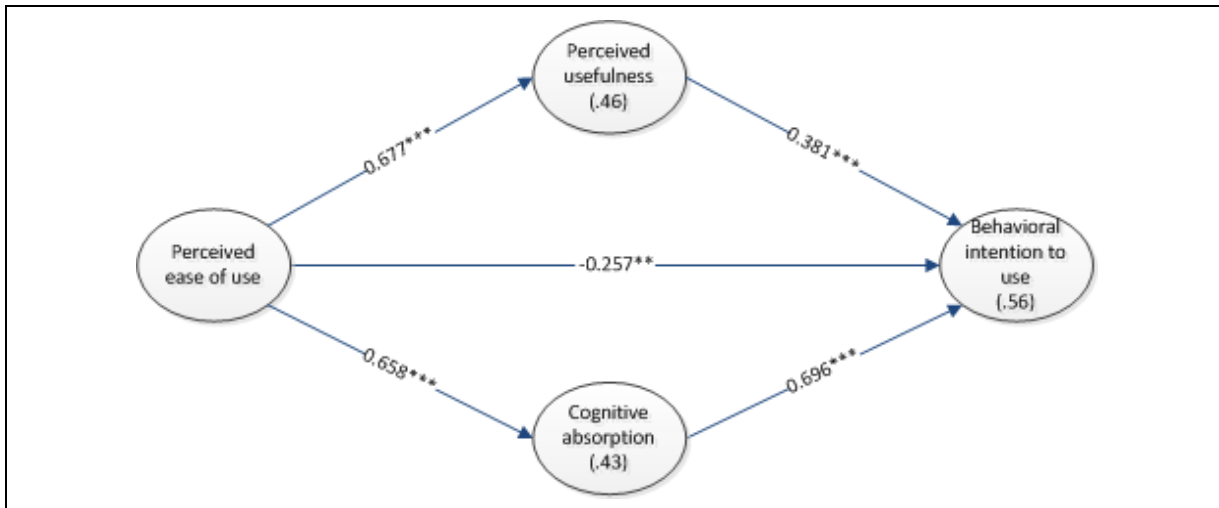 Perceived
usefulness
(.46)
0.677***
0.381***
Perceived
ease of use
-0.257**
Behavioral
intention to
use
(.56)
0.658***
0.696***
Cognitive
absorption
(.43)